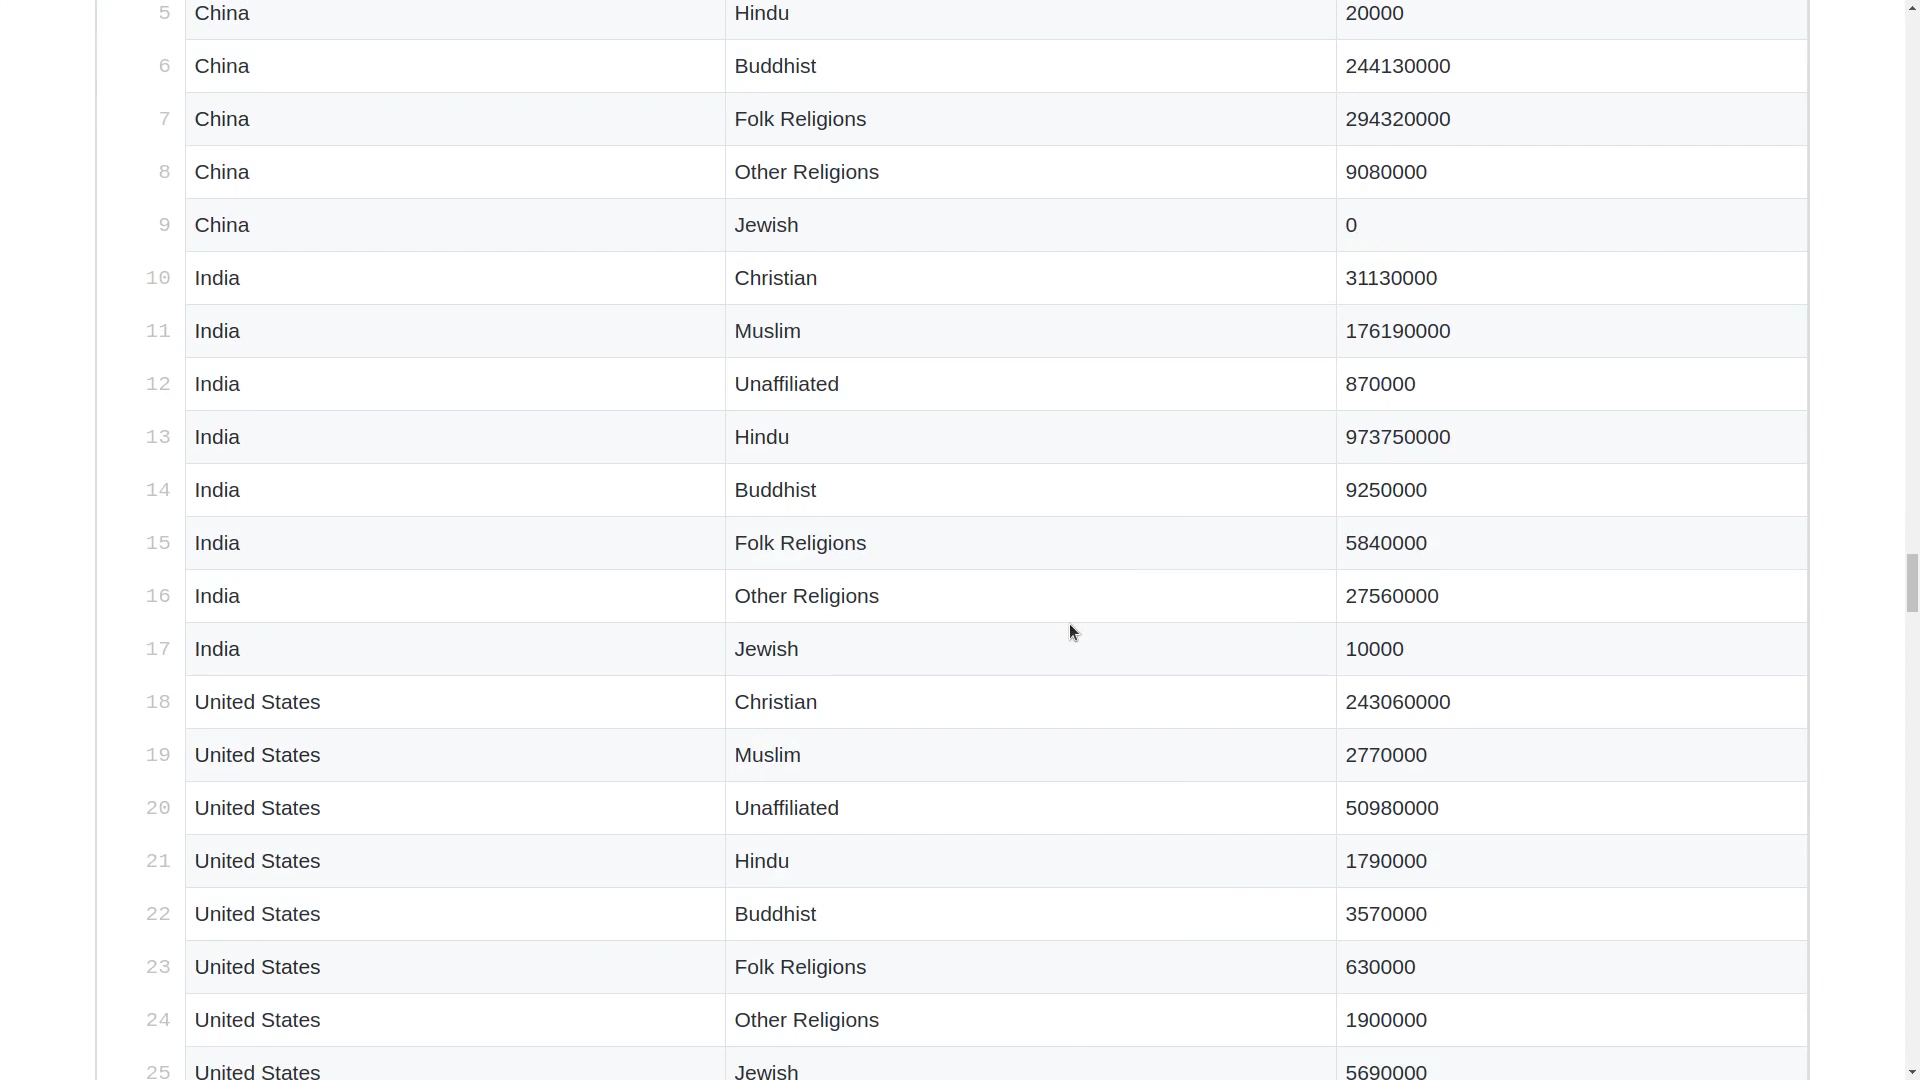 5 China Hindu 20000
6 China Buddhist 244130000
7 China Folk Religions 294320000
8 China Other Religions 9080000
9 China Jewish 0
10 India Christian 31130000
11 India Muslim 176190000
12 India Unaffiliated 870000
13 India Hindu 973750000
14 India Buddhist 9250000
15 India Folk Religions 5840000
16 India Other Religions 27560000
17 India Jewish 10000
18 United States Christian 243060000
19 United States Muslim 2770000
20 United States Unaffiliated 50980000
21 United States Hindu 1790000
22 United States Buddhist 3570000
23 United States Folk Religions 630000
24 United States Other Religions 1900000
25 United States Jewish 5690000